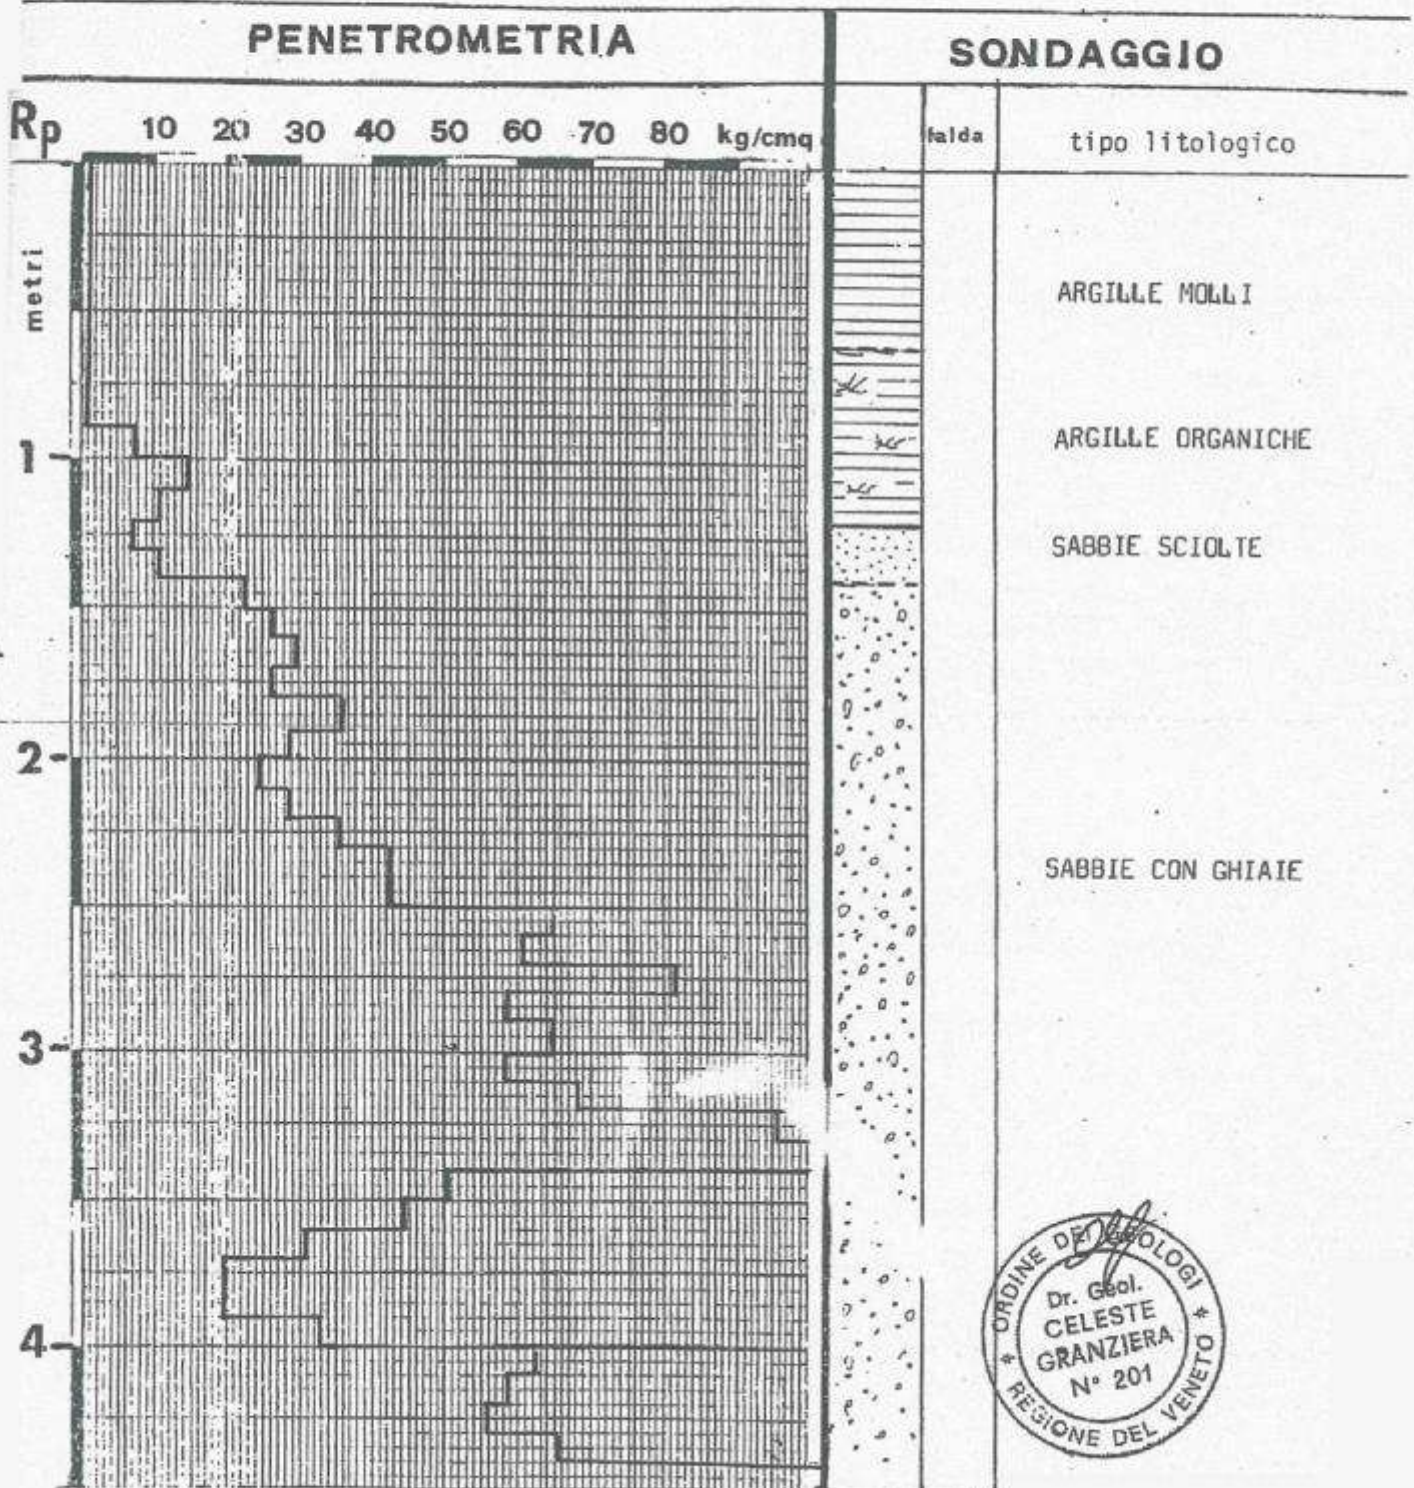 PENETROMETRIA
SONDAGGIO
Rp 10 20 30 40 50 60 70 80 kg/cmq
falda
tipo litologico
metri
ARGILLE MOLLI
1
ARGILLE ORGANICHE
SABBIE SCIOLTE
2
SABBIE CON GHIAIE
3
4
ORDINE DEI GEOLOGI * REGIONE DEL VENETO *
Dr. Geol.
CELESTE
GRANZIERA
N° 201